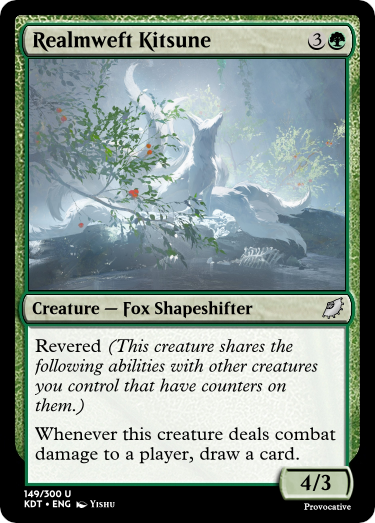 Realmweft Kitsune 3
Creature — Fox Shapeshifter
Revered (This creature shares the
following abilities with other creatures
you control that have counters on
them.)
Whenever this creature deals combat
damage to a player, draw a card.
4/3
149/300 U
KDT • ENG Yishu
Provocative